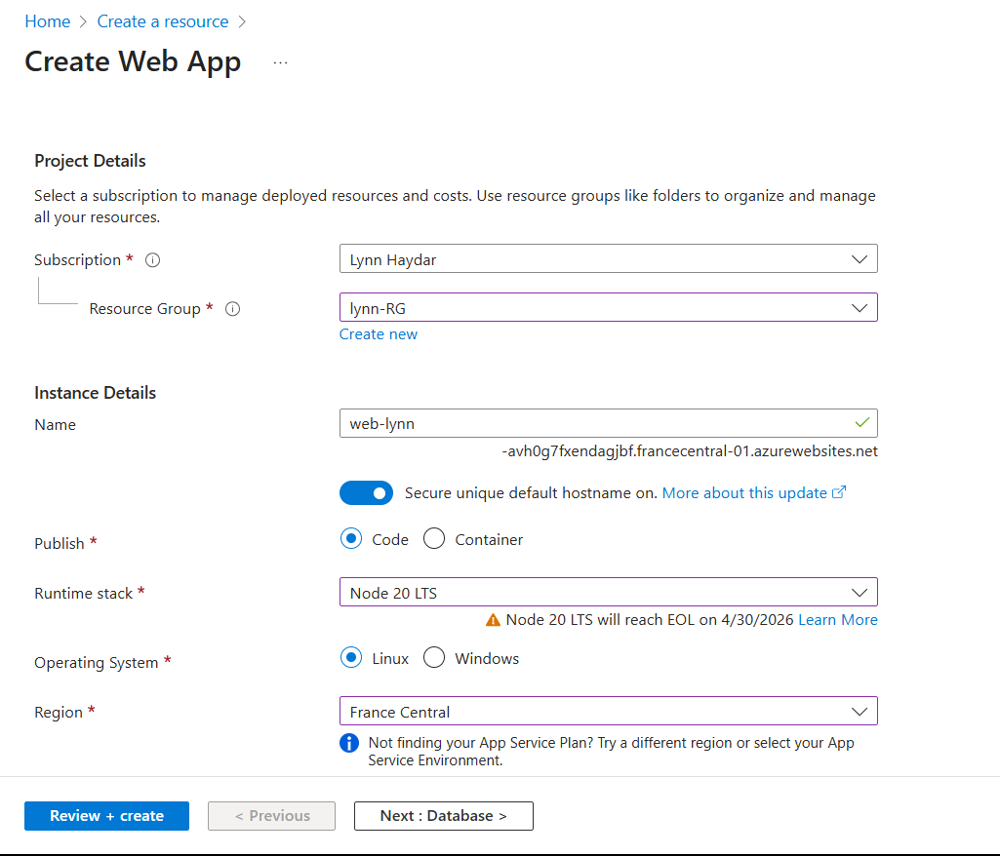 Home > Create a resource >
Create Web App ...
Project Details
Select a subscription to manage deployed resources and costs. Use resource groups like folders to organize and manage
all your resources.
Subscription * Lynn Haydar
Resource Group * lynn-RG
Create new
Instance Details
Name web-lynn
-avh0g7fxendagjbf.francecentral-01.azurewebsites.net
Secure unique default hostname on. More about this update
Publish * Code Container
Runtime stack * Node 20 LTS
Node 20 LTS will reach EOL on 4/30/2026 Learn More
Operating System * Linux Windows
Region * France Central
Not finding your App Service Plan? Try a different region or select your App
Service Environment.
Review + create < Previous Next : Database >